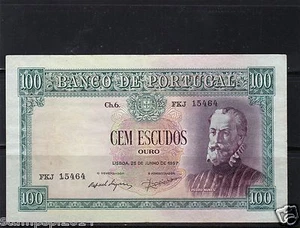 100 BANCO DE PORTUGAL 100
Ch.6. FKJ 15464
CEM ESCUDOS
OURO
LISBOA, 25 DE JUNHO DE 1957
FKJ 15464
100 100